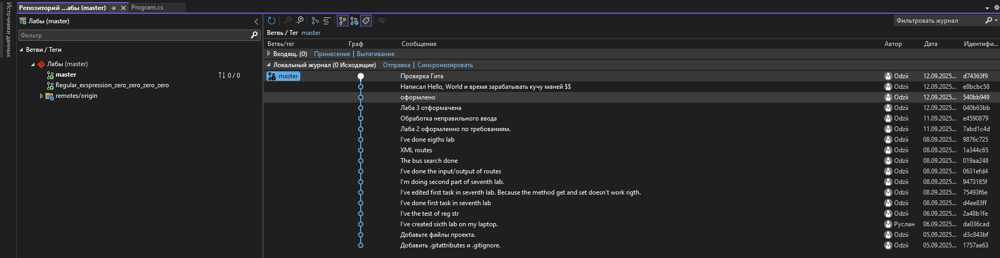 Источники данных
Репозиторий ...абы (master)
Program.cs
Лабы (master)
Фильтр
Ветви / Теги
Лабы (master)
master 0 / 0
Regular_exspression_zero_zero_zero_zero
remotes/origin
Фильтровать журнал
Ветвь / Тег master
Ветвь/тег Граф Сообщение Автор Дата Идентифи...
Входящ. (0) Принесение | Вытягивание
Локальный журнал (0 Исходящие) Отправка | Синхронизировать
master Проверка Гита Odzii 12.09.2025... d74363f9
Написал Hello, World и время зарабатывать кучу маней $$ Odzii 12.09.2025... e8bcbc58
оформлено Odzii 12.09.2025... 540bb949
Лаба 3 отформачена Odzii 12.09.2025... 040b63bb
Обработка неправильного ввода Odzii 11.09.2025... e4590879
Лаба 2 оформленно по требованиям. Odzii 11.09.2025... 7abd1c4d
I've done eigths lab Odzii 08.09.2025... 9876c725
XML routes Odzii 08.09.2025... 1a344c65
The bus search done Odzii 08.09.2025... 019aa248
I've done the input/output of routes Odzii 08.09.2025... 0631efd4
I'm doing second part of seventh lab. Odzii 08.09.2025... 9473185f
I've edited first task in seventh lab. Because the method get and set doesn't work rigth. Odzii 08.09.2025... 75493f6e
I've done first task in seventh lab Odzii 08.09.2025... d4ee83ff
I've the test of reg str Odzii 06.09.2025... 2a48b1fe
I've created sixth lab on my laptop. Руслан 06.09.2025... da036cad
Добавьте файлы проекта. Odzii 05.09.2025... d3c843bf
Добавить .gitattributes и .gitignore. Odzii 05.09.2025... 1757ae63